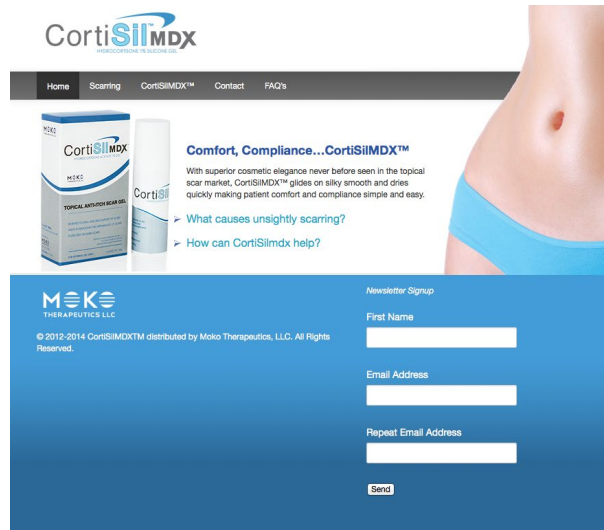 CortiSilMDX
HYDROCORTISONE 1% SILICONE GEL
Home Scarring CortiSilMDX™ Contact FAQ's
MOKO
CortiSilMDX
MOKO
TOPICAL ANTI-ITCH SCAR GEL
CortiSil
Comfort, Compliance...CortiSilMDX™
With superior cosmetic elegance never before seen in the topical
scar market, CortiSilMDX™ glides on silky smooth and dries
quickly making patient comfort and compliance simple and easy.
What causes unsightly scarring?
How can CortiSilmdx help?
MOKO
THERAPEUTICS LLC
© 2012-2014 CortiSilMDXTM distributed by Moko Therapeutics, LLC. All Rights
Reserved.
Newsletter Signup
First Name
Email Address
Repeat Email Address
Send